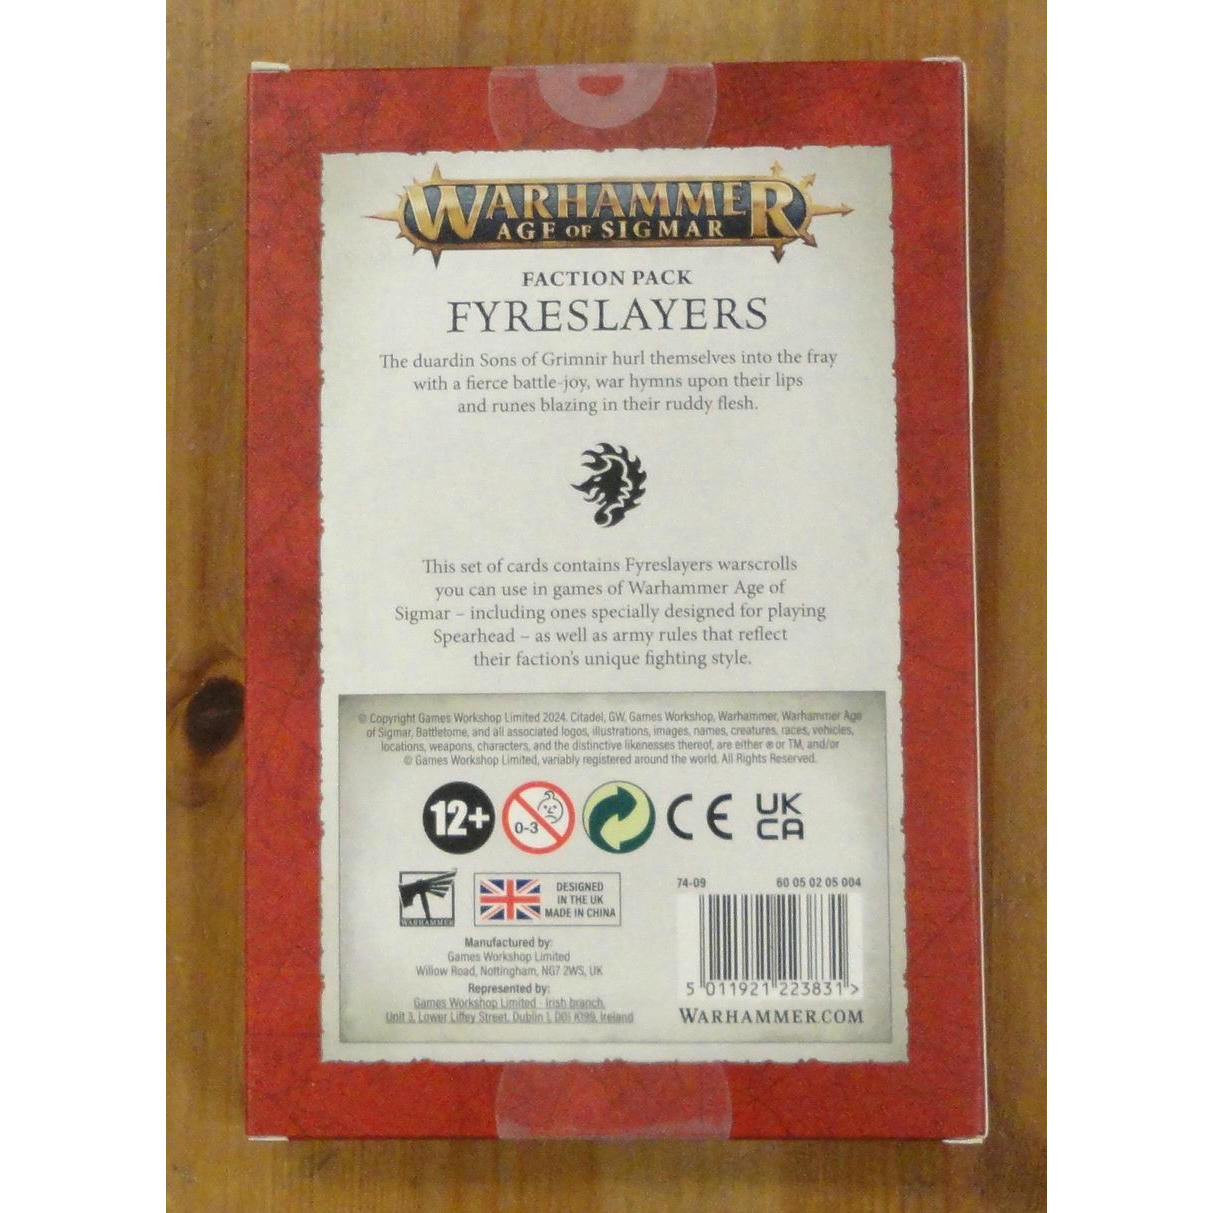 WARHAMMER
AGE OF SIGMAR
FACTION PACK
FYRESLAYERS
The duardin Sons of Grimnir hurl themselves into the fray
with a fierce battle-joy, war hymns upon their lips
and runes blazing in their ruddy flesh.
This set of cards contains Fyreslayers warscrolls
you can use in games of Warhammer Age of
Sigmar – including ones specially designed for playing
Spearhead – as well as army rules that reflect
their faction's unique fighting style.
© Copyright Games Workshop Limited 2024. Citadel, GW, Games Workshop, Warhammer, Warhammer Age
of Sigmar, Battletome, and all associated logos, illustrations, images, names, creatures, races, vehicles,
locations, weapons, characters, and the distinctive likenesses thereof, are either ® or TM, and/or
© Games Workshop Limited, variably registered around the world. All Rights Reserved.
12+
0-3
CE
UK
CA
WARHAMMER
DESIGNED
IN THE UK
MADE IN CHINA
74-09 60 05 02 05 004
Manufactured by:
Games Workshop Limited
Willow Road, Nottingham, NG7 2WS, UK
Represented by:
Games Workshop Limited - Irish branch,
Unit 3, Lower Liffey Street, Dublin 1, D01 K199, Ireland
5 011921 223831 >
WARHAMMER.COM